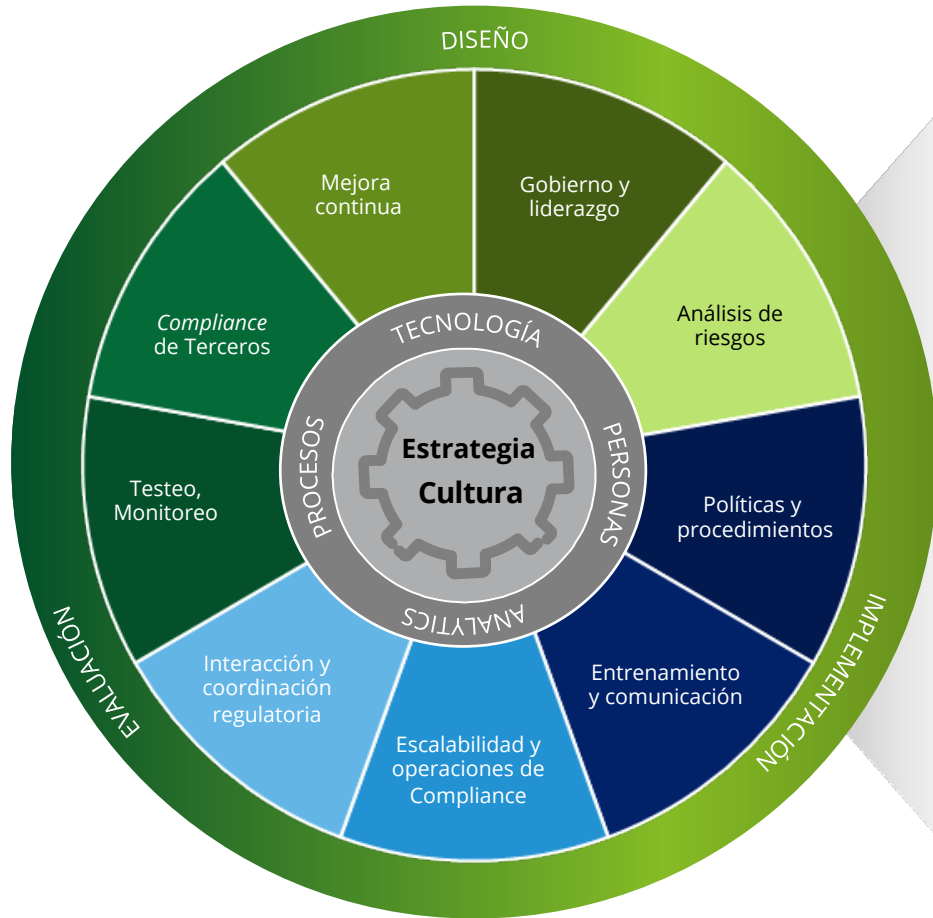 DISEÑO
Mejora
continua
Gobierno y
liderazgo
Compliance
de Terceros
Análisis de
riesgos
TECNOLOGÍA
PROCESOS
PERSONAS
ANALYTICS
Estrategia
Cultura
Testeo,
Monitoreo
Políticas y
procedimientos
Interacción y
coordinación
regulatoria
Entrenamiento
y comunicación
Escalabilidad y
operaciones de
Compliance
EVALUACIÓN
IMPLEMENTACIÓN